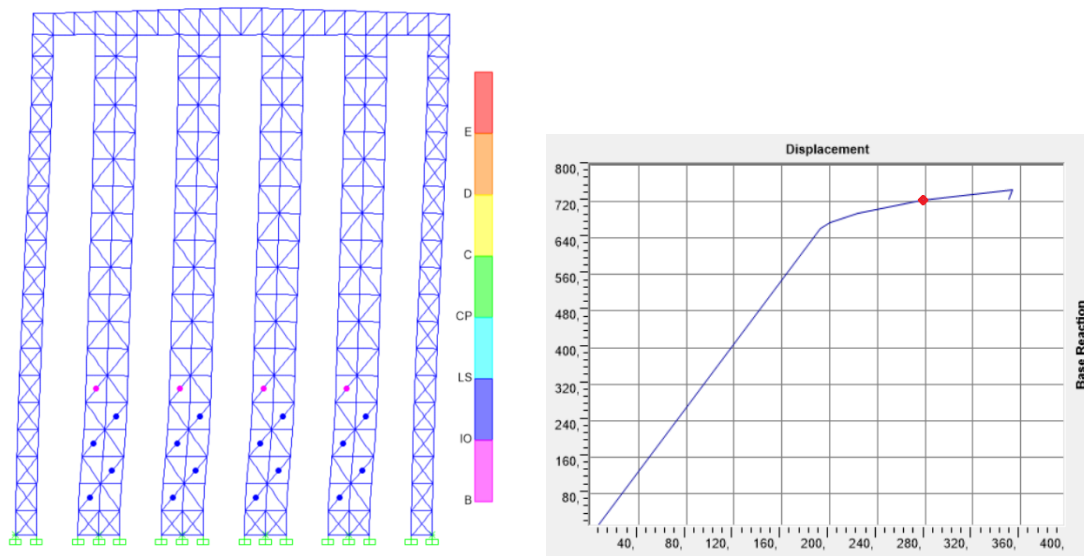 E
D
C
CP
LS
IO
B
Displacement
800,
720,
640,
560,
480,
400,
320,
240,
160,
80,
40, 80, 120, 160, 200, 240, 280, 320, 360, 400,
Base Reaction